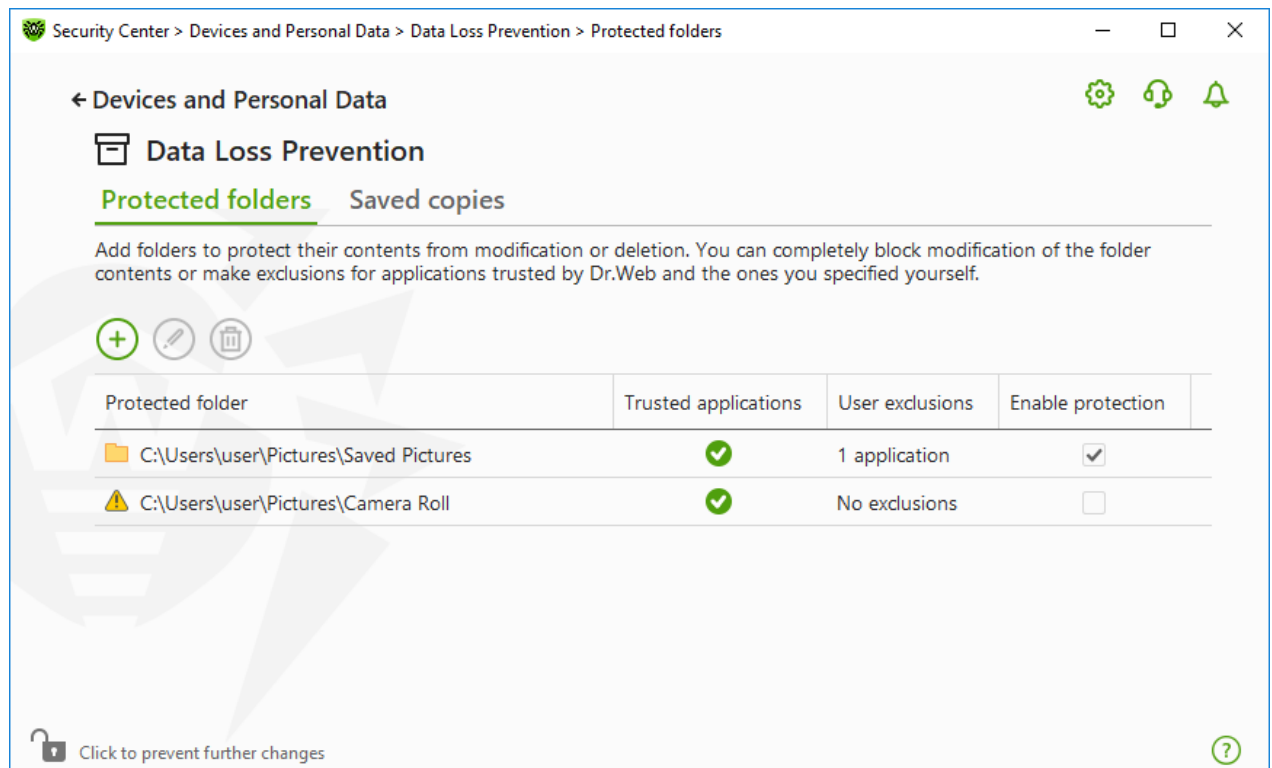 Security Center > Devices and Personal Data > Data Loss Prevention > Protected folders
Devices and Personal Data
Data Loss Prevention
Protected folders Saved copies
Add folders to protect their contents from modification or deletion. You can completely block modification of the folder
contents or make exclusions for applications trusted by Dr.Web and the ones you specified yourself.
Protected folder Trusted applications User exclusions Enable protection
C:\Users\user\Pictures\Saved Pictures 1 application
C:\Users\user\Pictures\Camera Roll No exclusions
Click to prevent further changes